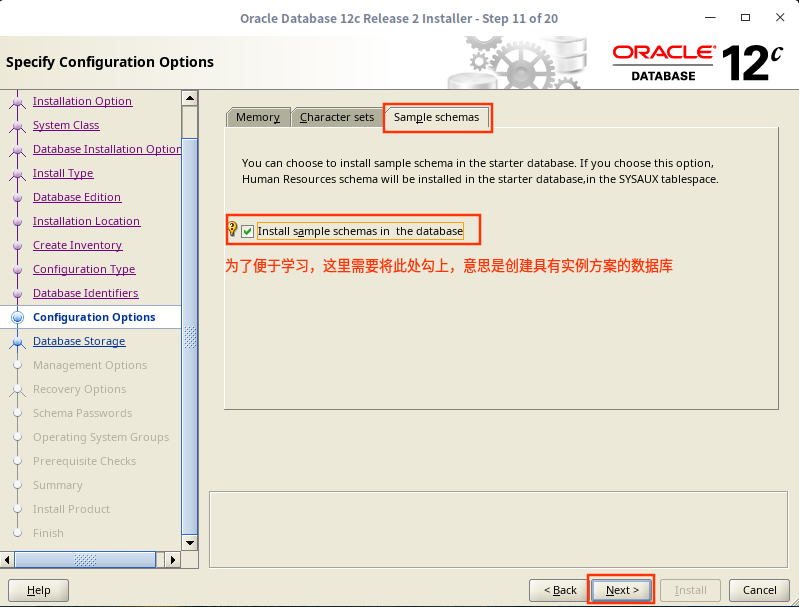 Oracle Database 12c Release 2 Installer - Step 11 of 20
Specify Configuration Options
ORACLE
DATABASE
12c
Installation Option
System Class
Database Installation Option
Install Type
Database Edition
Installation Location
Create Inventory
Configuration Type
Database Identifiers
Configuration Options
Database Storage
Management Options
Recovery Options
Schema Passwords
Operating System Groups
Prerequisite Checks
Summary
Install Product
Finish
Memory
Character sets
Sample schemas
You can choose to install sample schema in the starter database. If you choose this option,
Human Resources schema will be installed in the starter database,in the SYSAUX tablespace.
Install sample schemas in  the database
为了便于学习，这里需要将此处勾上，意思是创建具有实例方案的数据库
Help
< Back
Next >
Install
Cancel